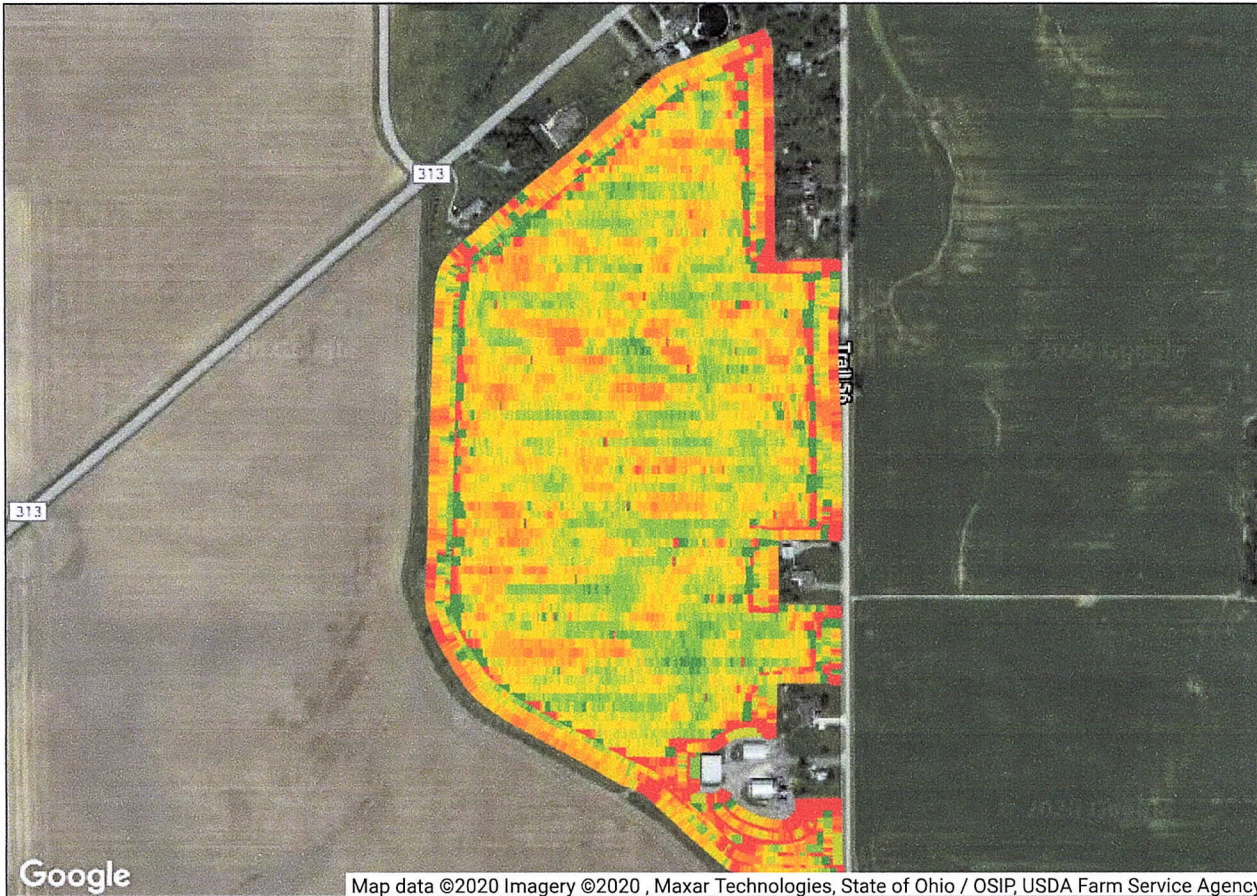 313
Trail 56
313
Google
Map data ©2020 Imagery ©2020 , Maxar Technologies, State of Ohio / OSIP, USDA Farm Service Agency